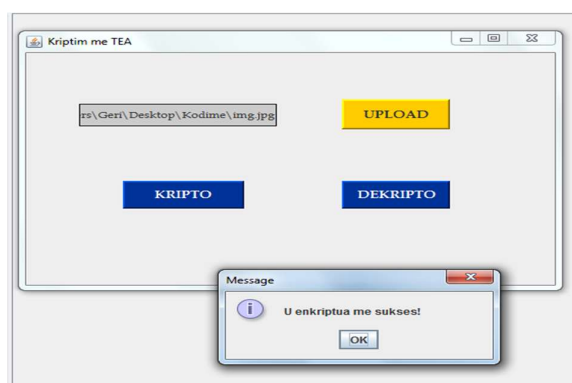 Kriptim me TEA
rs\Geri\Desktop\Kodime\img.jpg
UPLOAD
KRIPTO
DEKRIPTO
Message
U enkriptua me sukses!
OK